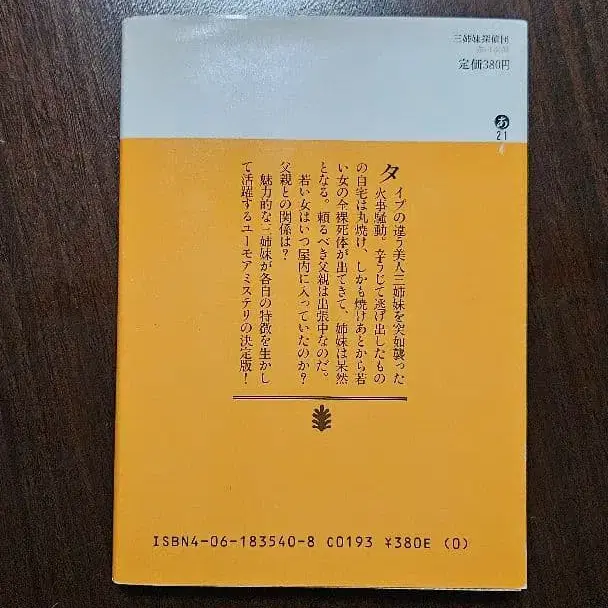 三姉妹探偵団
定価380円
あ
21
タイプの違う美人三姉妹を突如襲った
火事騒動。辛うじて逃げ出したもの
の自宅は丸焼け、しかも焼けあとから若
い女の全裸死体が出てきて、姉妹は呆然
となる。頼るべき父親は出張中なのだ。
若い女はいつ屋内に入っていたのか?
父親との関係は?
魅力的な三姉妹が各自の特徴を生かし
て活躍するユーモアミステリの決定版!
ISBN4-06-183540-8 C0193 ¥380E (0)